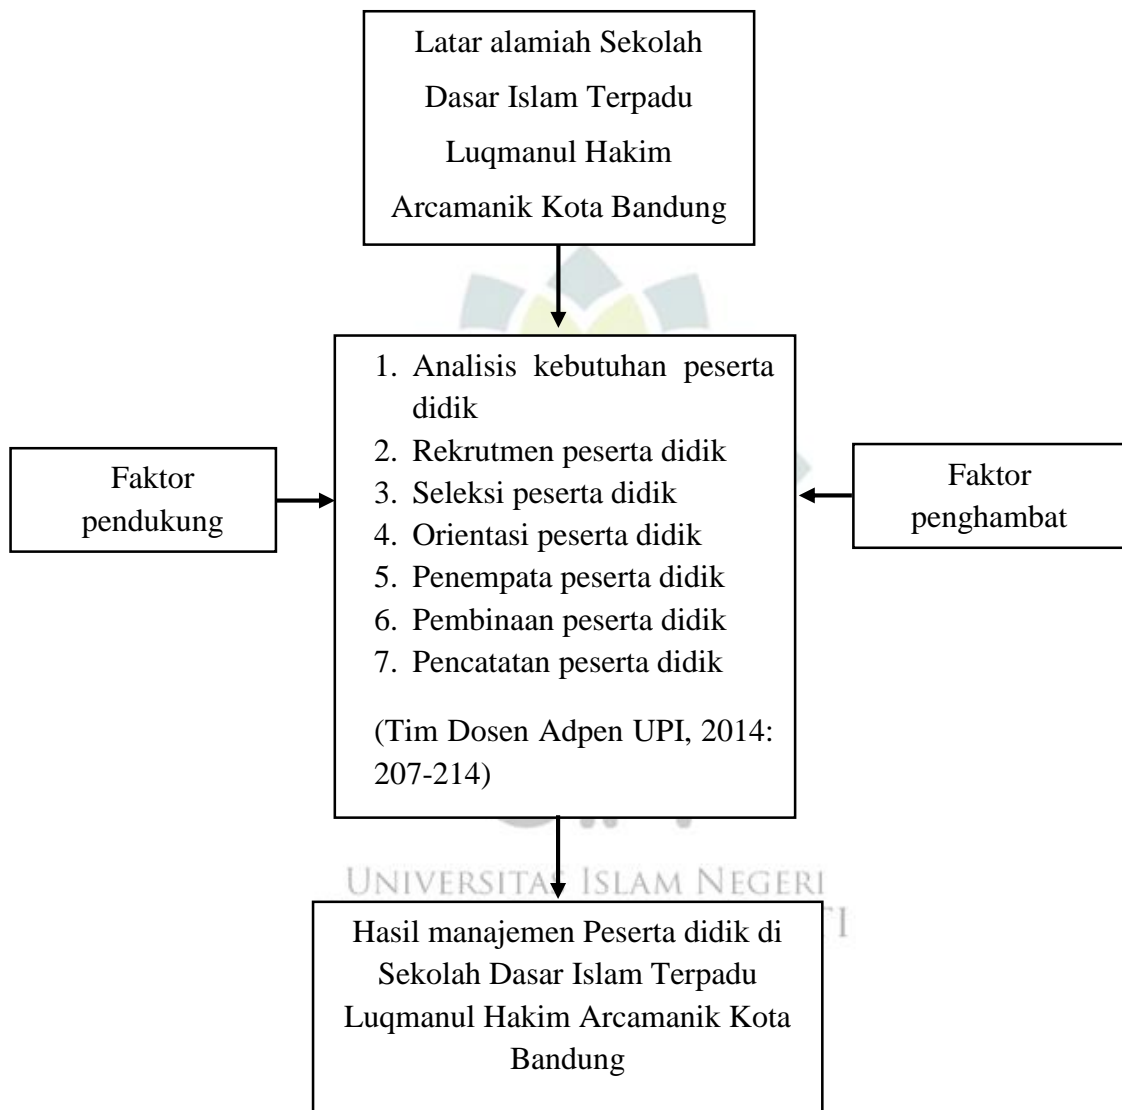 Latar alamiah Sekolah
Dasar Islam Terpadu
Luqmanul Hakim
Arcamanik Kota Bandung
Faktor
pendukung
1. Analisis kebutuhan peserta
didik
2. Rekrutmen peserta didik
3. Seleksi peserta didik
4. Orientasi peserta didik
5. Penempata peserta didik
6. Pembinaan peserta didik
7. Pencatatan peserta didik
(Tim Dosen Adpen UPI, 2014:
207-214)
Faktor
penghambat
UNIVERSITAS ISLAM NEGERI
Hasil manajemen Peserta didik di
Sekolah Dasar Islam Terpadu
Luqmanul Hakim Arcamanik Kota
Bandung